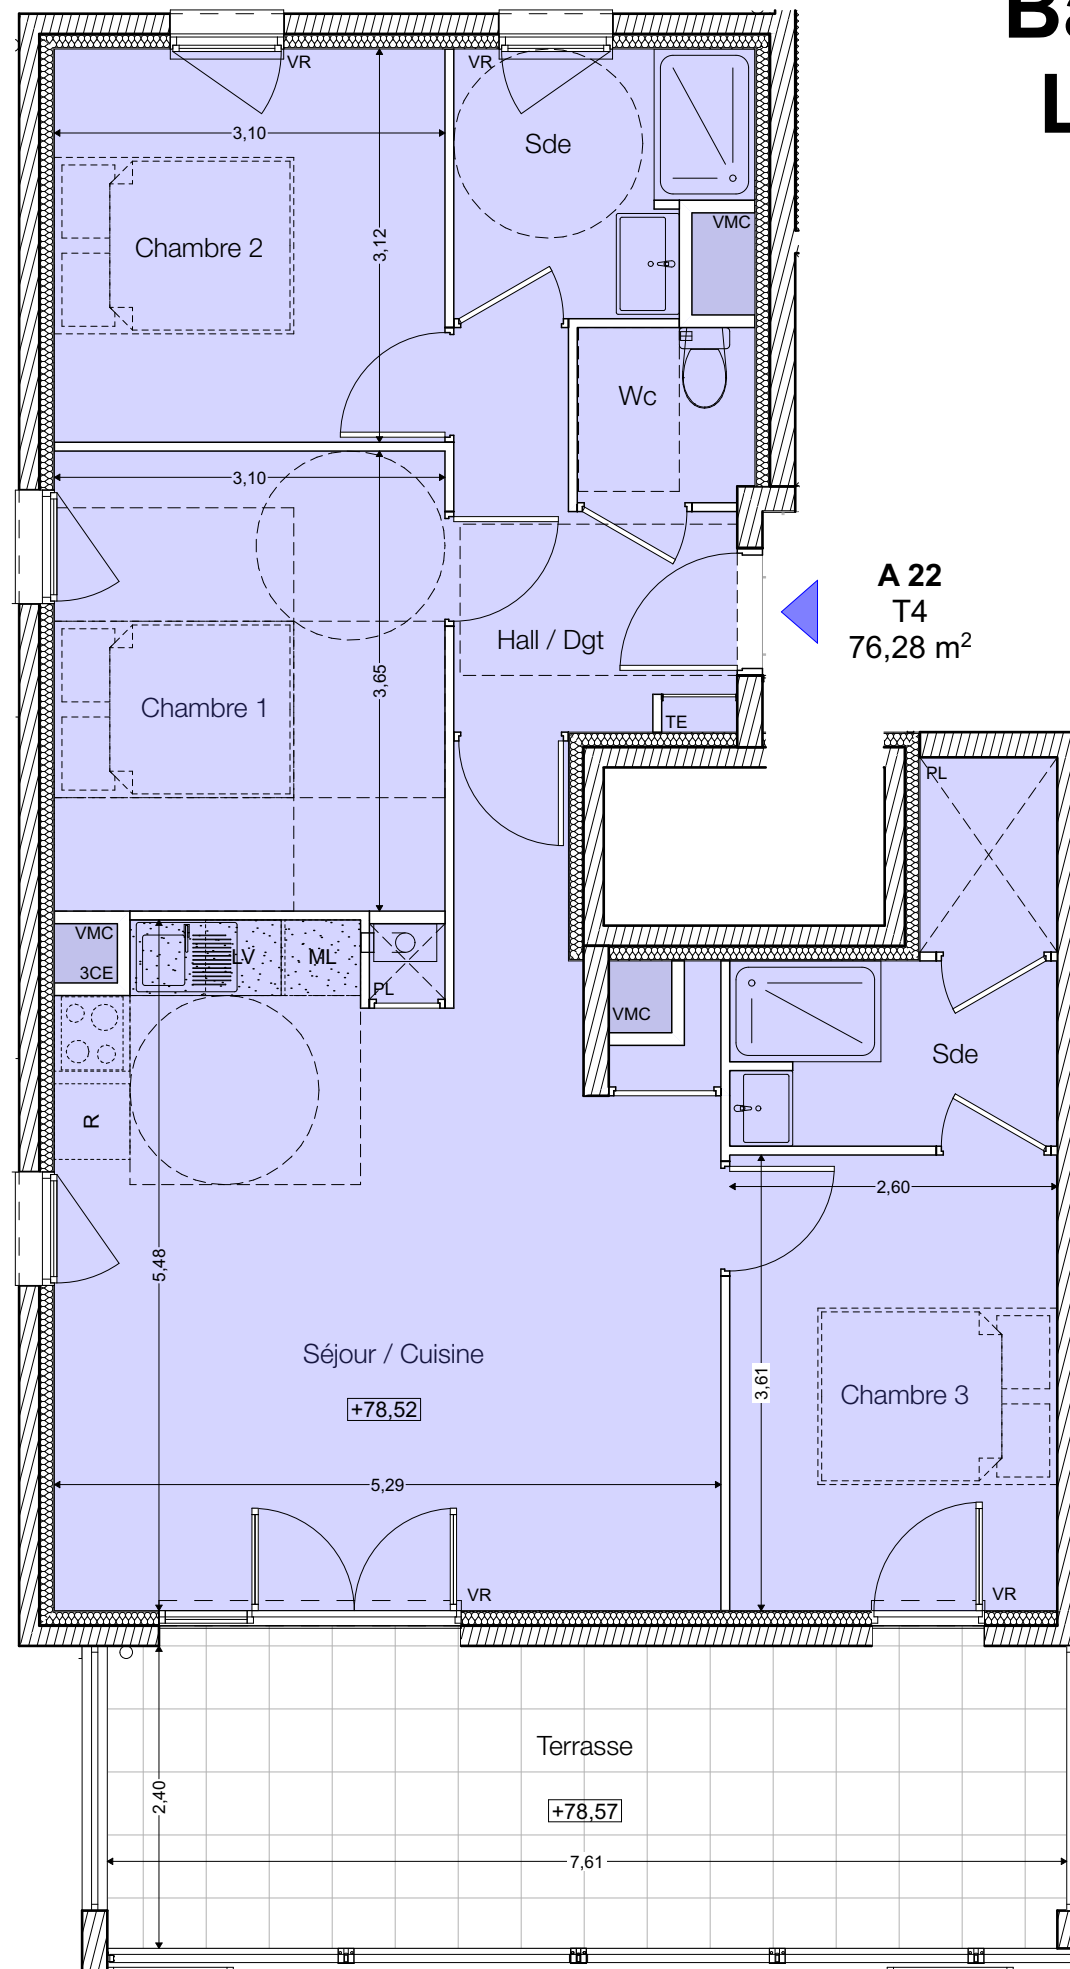 Ba
L
VR
VR
3,10
Sde
Chambre 2
3,12
VMC
Wc
3,10
A 22
T4
76,28 m²
Hall / Dgt
3,65
Chambre 1
TE
PL
VMC
3CE
LV
ML
PL
VMC
Sde
R
2,60
5,48
Séjour / Cuisine
3,61
Chambre 3
+78,52
5,29
VR
VR
Terrasse
2,40
+78,57
7,61